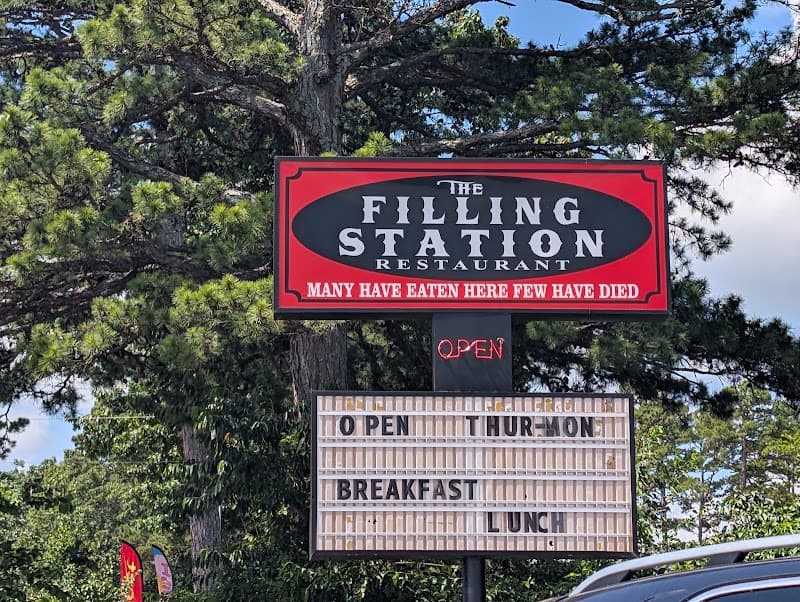 THE
FILLING
STATION
RESTAURANT
MANY HAVE EATEN HERE FEW HAVE DIED
OPEN
OPEN THUR-MON
BREAKFAST
LUNCH